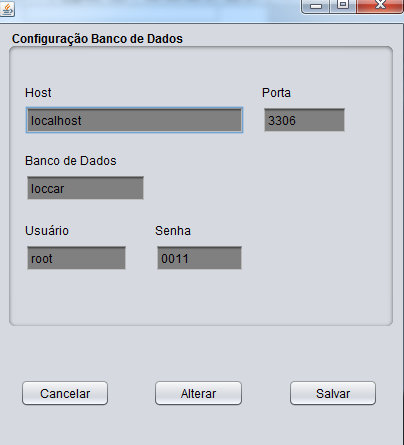 Configuração Banco de Dados
Host Porta
localhost 3306
Banco de Dados
loccar
Usuário Senha
root 0011
Cancelar Alterar Salvar